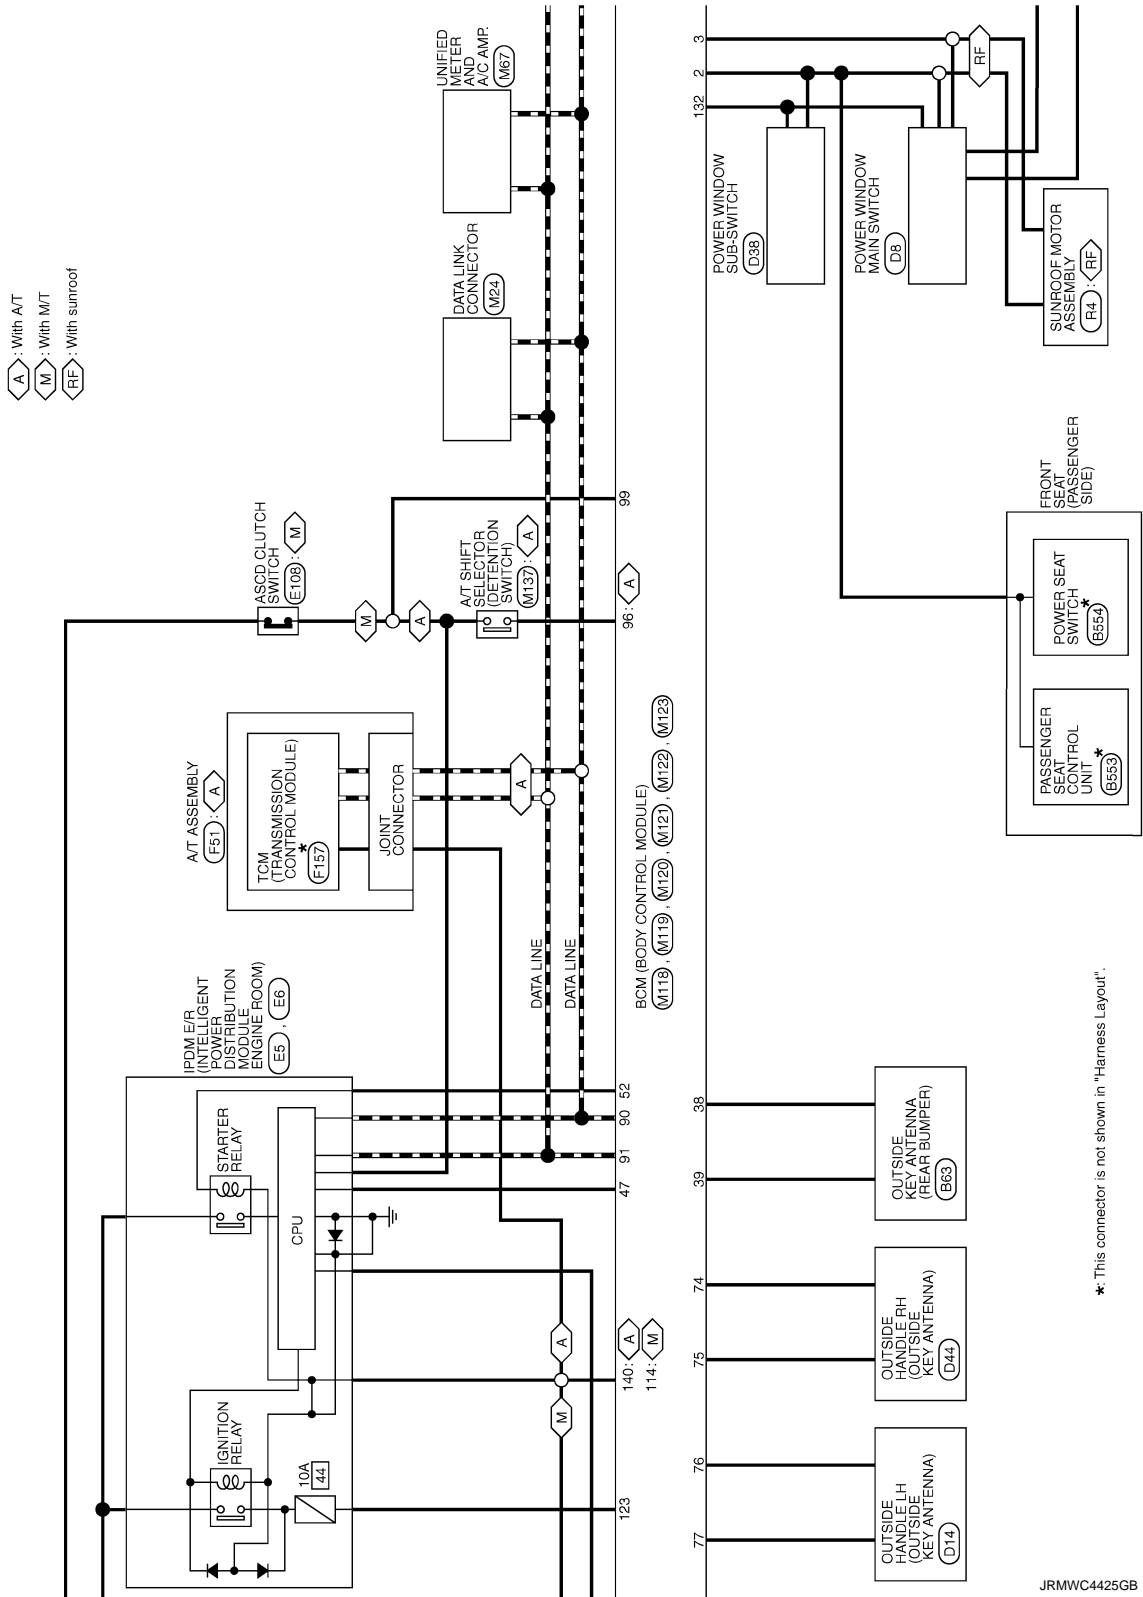 A : With A/T
M : With M/T
RF : With sunroof
UNIFIED
METER
AND
A/C AMP.
M67
DATA LINK
CONNECTOR
M24
ASCD CLUTCH
SWITCH
E108 : M
M
A
A/T SHIFT
SELECTOR
(DETENTION
SWITCH)
M137 : A
A/T ASSEMBLY
F51 : A
TCM
(TRANSMISSION
CONTROL MODULE)
*
F157
JOINT
CONNECTOR
A
IPDM E/R
(INTELLIGENT
POWER
DISTRIBUTION
MODULE
ENGINE ROOM)
E5 , E6
STARTER
RELAY
CPU
IGNITION
RELAY
10A
44
DATA LINE
DATA LINE
A
M
123
140: A
114: M
47
91
90
52
96: A
99
BCM (BODY CONTROL MODULE)
M118 , M119 , M120 , M121 , M122 , M123
77
76
75
74
39
38
132
2
3
OUTSIDE
HANDLE LH
(OUTSIDE
KEY ANTENNA)
D14
OUTSIDE
HANDLE RH
(OUTSIDE
KEY ANTENNA)
D44
OUTSIDE
KEY ANTENNA
(REAR BUMPER)
B63
POWER WINDOW
SUB-SWITCH
D38
POWER WINDOW
MAIN SWITCH
D8
RF
SUNROOF MOTOR
ASSEMBLY
R4 : RF
FRONT
SEAT
(PASSENGER
SIDE)
PASSENGER
SEAT
CONTROL
UNIT *
B553
POWER SEAT
SWITCH *
B554
*: This connector is not shown in "Harness Layout".
JRMWC4425GB